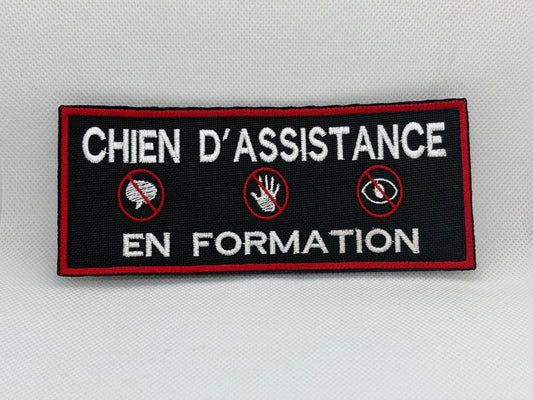 CHIEN D'ASSISTANCE
EN FORMATION